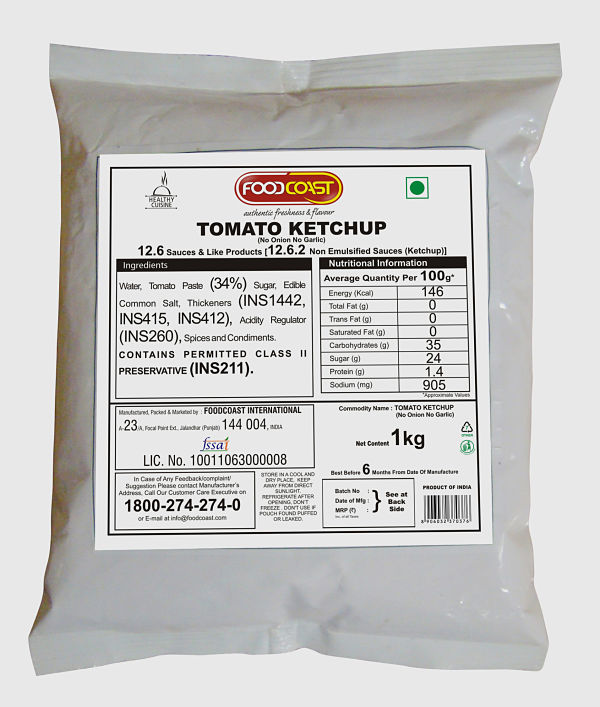 HEALTHY
CUISINE
FOODCOAST
authentic freshness & flavour
TOMATO KETCHUP
(No Onion No Garlic)
12.6 Sauces & Like Products [12.6.2 Non Emulsified Sauces (Ketchup)]
Ingredients
Water, Tomato Paste (34%) Sugar, Edible
Common Salt, Thickeners (INS1442,
INS415, INS412), Acidity Regulator
(INS260), Spices and Condiments.
CONTAINS PERMITTED CLASS II
PRESERVATIVE (INS211).
Nutritional Information
Average Quantity Per 100g*
Energy (Kcal) 146
Total Fat (g) 0
Trans Fat (g) 0
Saturated Fat (g) 0
Carbohydrates (g) 35
Sugar (g) 24
Protein (g) 1.4
Sodium (mg) 905
*Approximate Values
Manufactured, Packed & Marketed by : FOODCOAST INTERNATIONAL
A-23/A, Focal Point Ext., Jalandhar (Punjab) 144 004, INDIA
fssai
LIC. No. 10011063000008
Commodity Name : TOMATO KETCHUP
(No Onion No Garlic)
Net Content 1kg
OTHER
Best Before 6 Months From Date Of Manufacture
In Case of Any Feedback/complaint/
Suggestion Please contact Manufacturer's
Address, Call Our Customer Care Executive on
1800-274-274-0
or E-mail at info@foodcoast.com
STORE IN A COOL AND
DRY PLACE, KEEP
AWAY FROM DIRECT
SUNLIGHT.
REFRIGERATE AFTER
OPENING, DON'T
FREEZE . DON'T USE IF
POUCH FOUND PUFFED
OR LEAKED.
Batch No :
Date of Mfg :
MRP (₹) :
Inc. of all Taxes
See at
Back
Side
PRODUCT OF INDIA
8 906032 370376